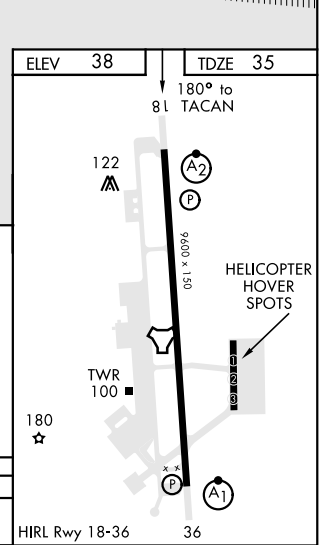 ELEV 38
TDZE 35
180° to
TACAN
18
122
A2
P
9600 x 150
HELICOPTER
HOVER
SPOTS
1
2
3
TWR
100
180
x x
P
A1
HIRL Rwy 18-36
36